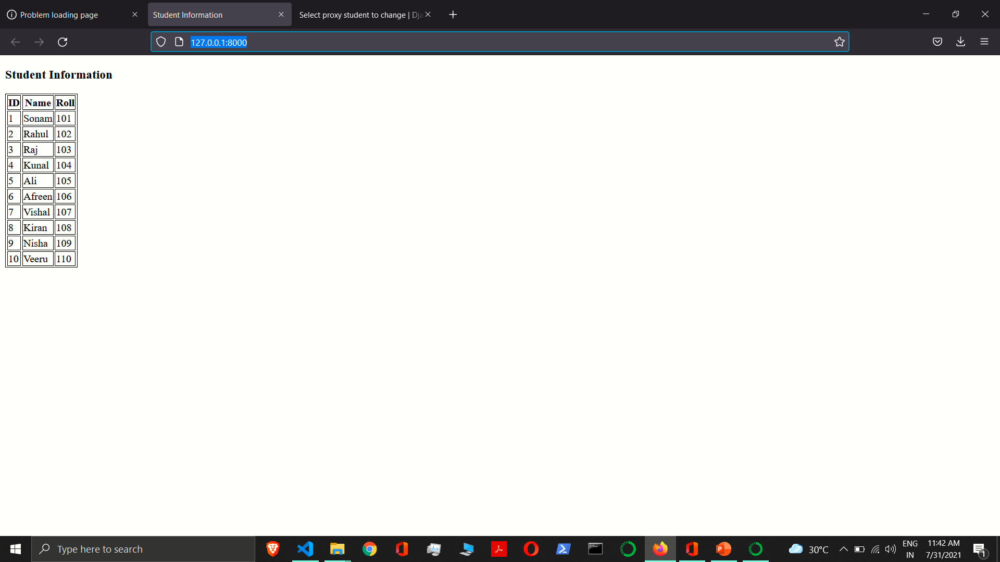 Problem loading page
Student Information
Select proxy student to change | Dja
127.0.0.1:8000
Student Information
ID Name Roll
1 Sonam 101
2 Rahul 102
3 Raj 103
4 Kunal 104
5 Ali 105
6 Afreen 106
7 Vishal 107
8 Kiran 108
9 Nisha 109
10 Veeru 110
Type here to search
P
30°C
ENG
IN
11:42 AM
7/31/2021
1